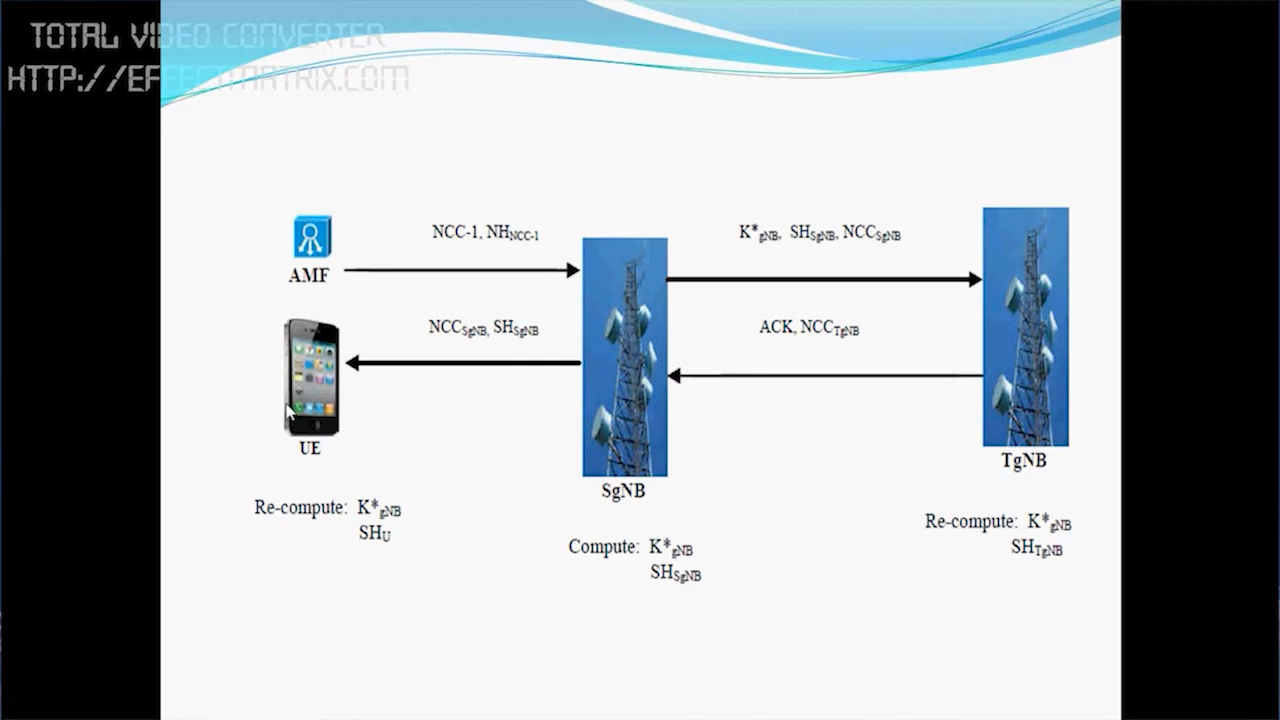 TOTAL VIDEO CONVERTER
HTTP://EFFECTMATRIX.COM
NCC-1, NHNCC-1
K*gNB, SHSgNB, NCCSgNB
AMF
NCCSgNB, SHSgNB
ACK, NCCTgNB
UE
TgNB
SgNB
Re-compute: K*gNB
SHU
Re-compute: K*gNB
SHTgNB
Compute: K*gNB
SHSgNB